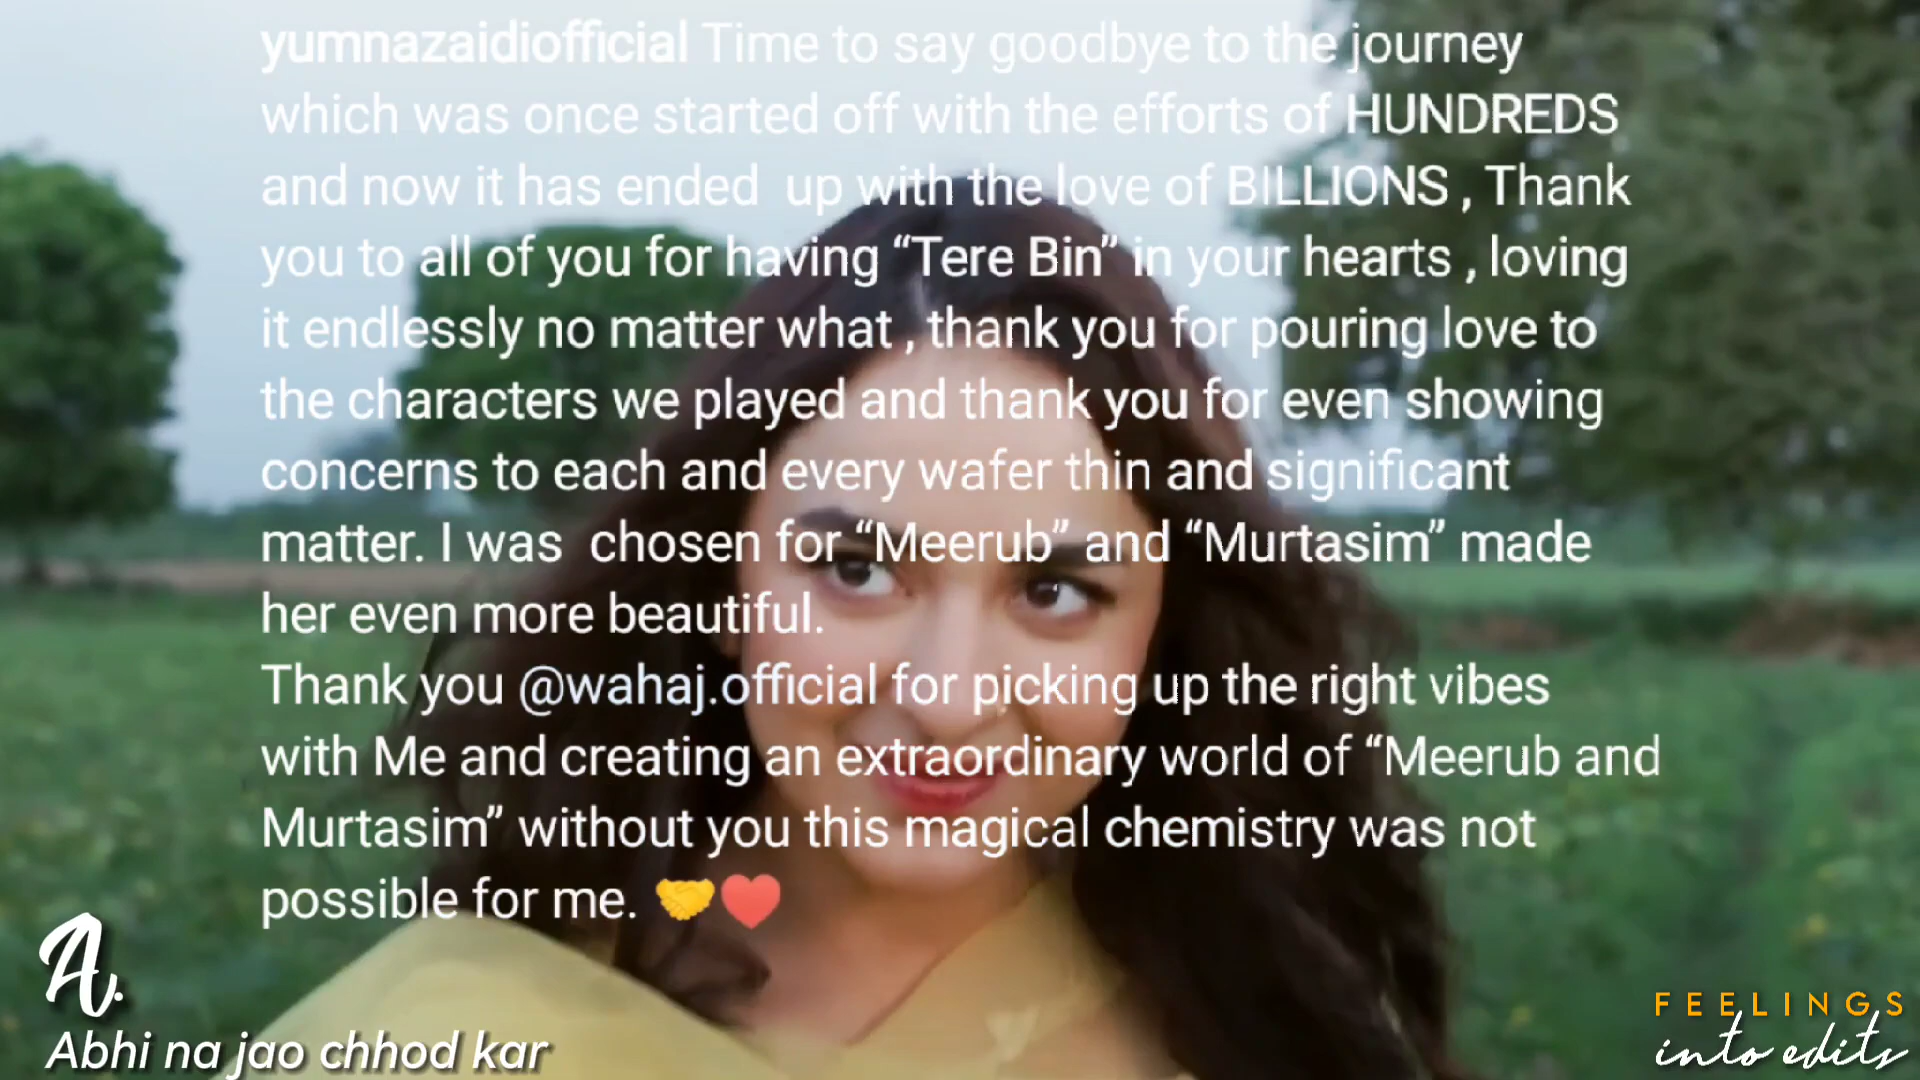 yumnazaidiofficial Time to say goodbye to the journey
which was once started off with the efforts of HUNDREDS
and now it has ended up with the love of BILLIONS , Thank
you to all of you for having “Tere Bin” in your hearts , loving
it endlessly no matter what , thank you for pouring love to
the characters we played and thank you for even showing
concerns to each and every wafer thin and significant
matter. I was chosen for “Meerub” and “Murtasim” made
her even more beautiful.
Thank you @wahaj.official for picking up the right vibes
with Me and creating an extraordinary world of “Meerub and
Murtasim” without you this magical chemistry was not
possible for me. 🤝♥️
A.
Abhi na jao chhod kar
FEELINGS
into edits